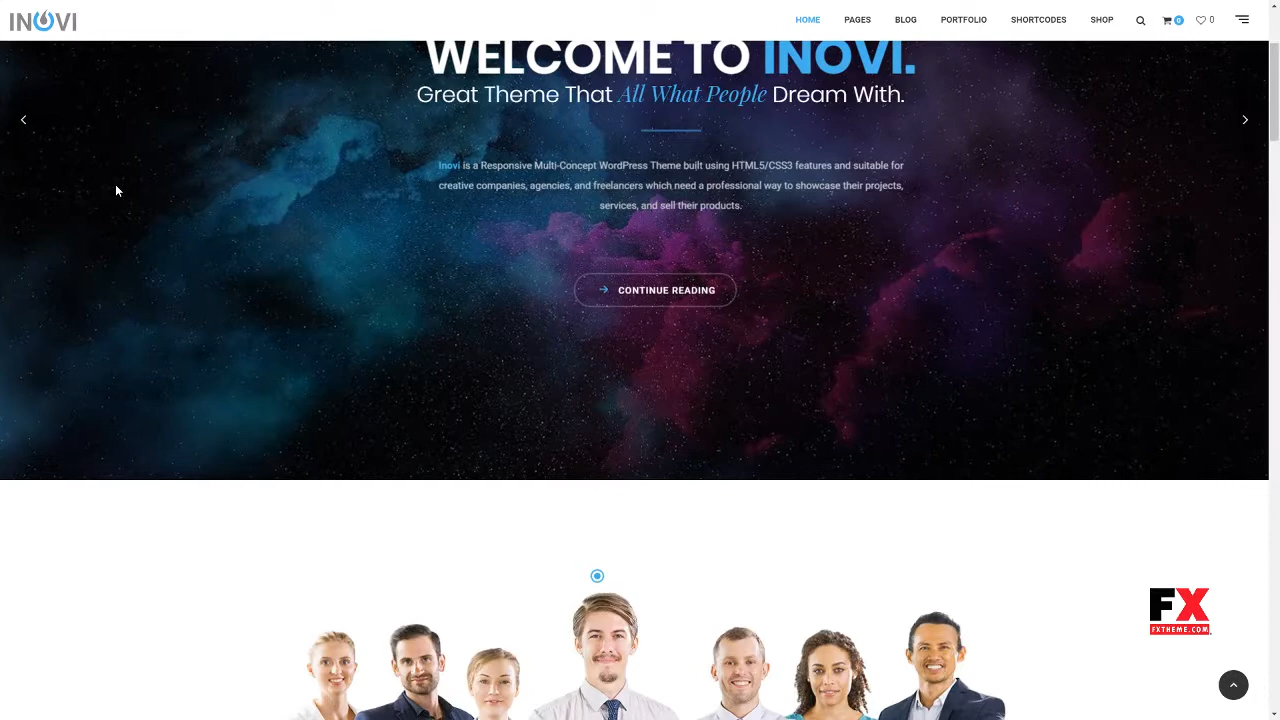 INOVI
HOME PAGES BLOG PORTFOLIO SHORTCODES SHOP 0 0
WELCOME TO INOVI.
Great Theme That All What People Dream With.
Inovi is a Responsive Multi-Concept WordPress Theme built using HTML5/CSS3 features and suitable for
creative companies, agencies, and freelancers which need a professional way to showcase their projects,
services, and sell their products.
CONTINUE READING
FX
FXTHEME.COM